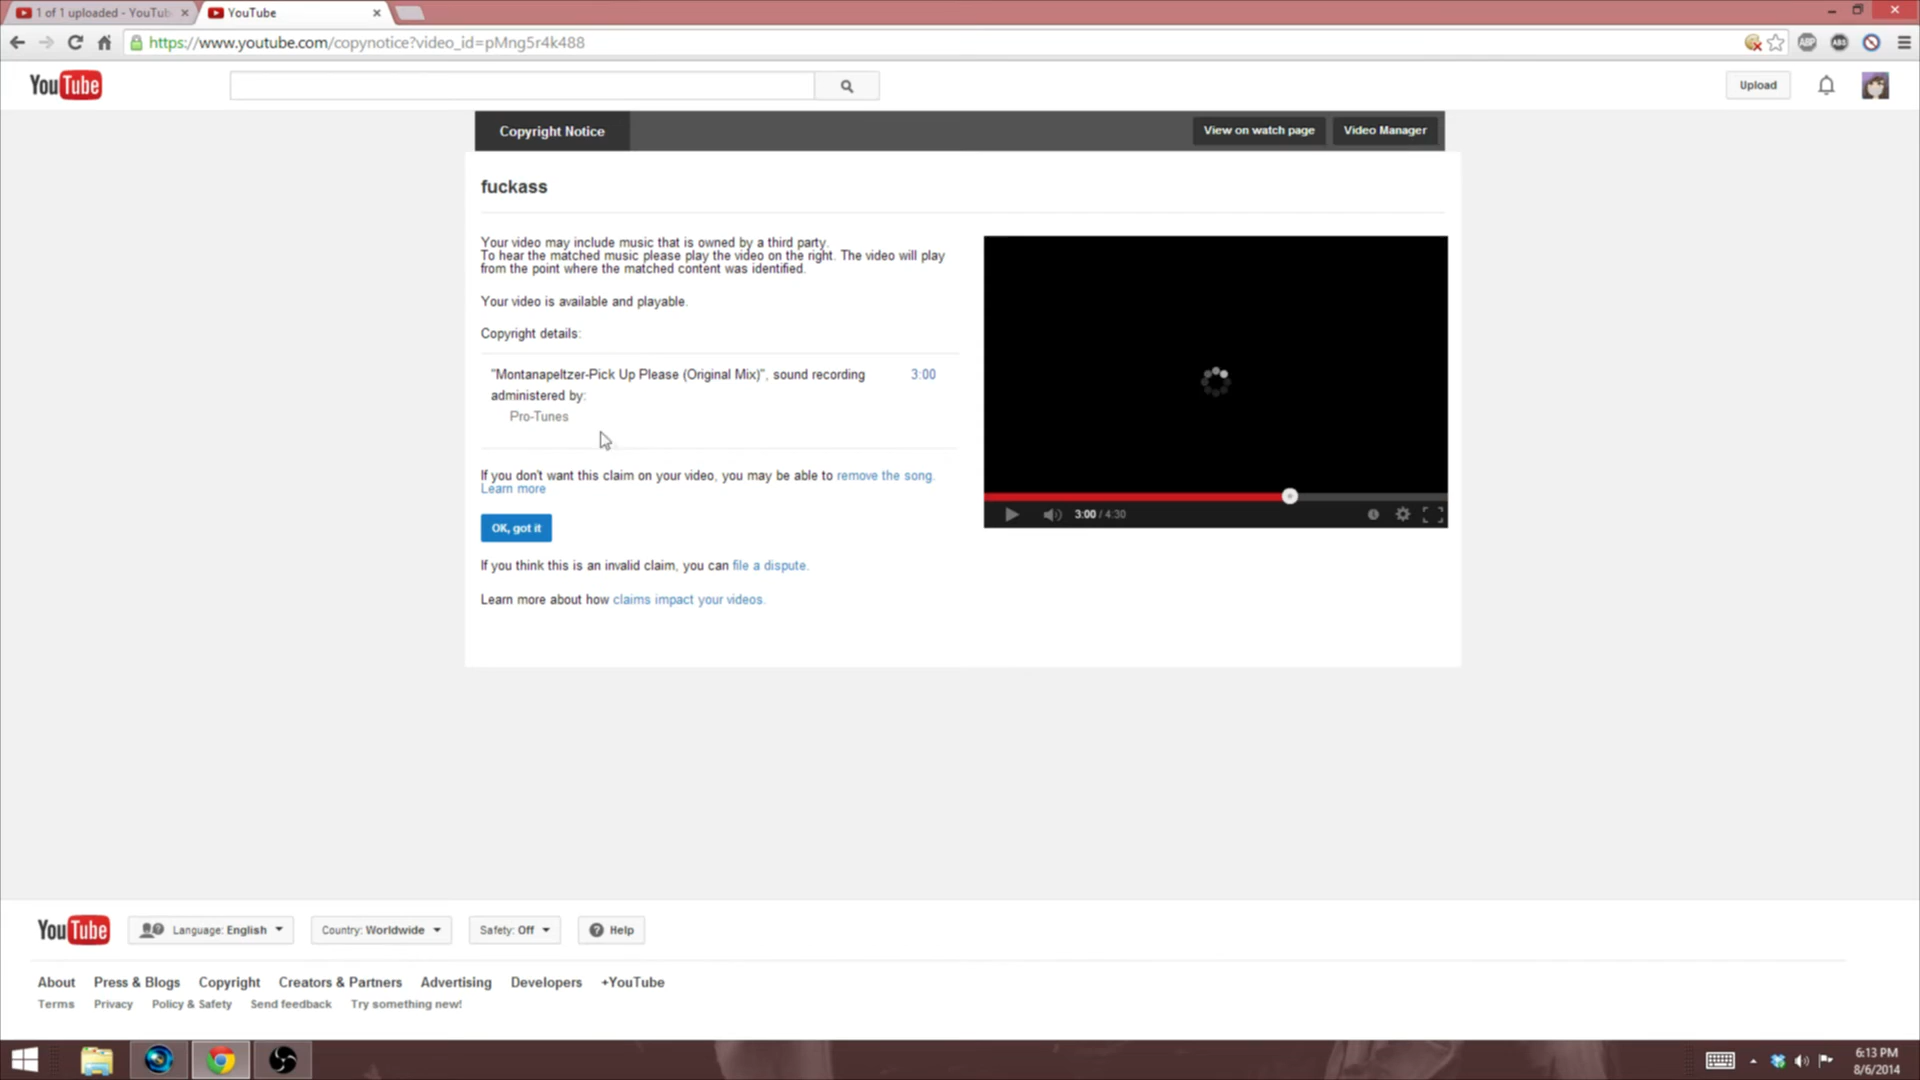 1 of 1 uploaded - YouTub
YouTube
https://www.youtube.com/copynotice?video_id=pMng5r4k488
YouTube
Upload
Copyright Notice
View on watch page
Video Manager
fuckass
Your video may include music that is owned by a third party.
To hear the matched music please play the video on the right. The video will play
from the point where the matched content was identified.
Your video is available and playable.
Copyright details:
"Montanapeltzer-Pick Up Please (Original Mix)", sound recording 3:00
administered by:
Pro-Tunes
If you don't want this claim on your video, you may be able to remove the song.
Learn more
OK, got it
If you think this is an invalid claim, you can file a dispute.
Learn more about how claims impact your videos.
3:00 / 4:30
YouTube
Language: English
Country: Worldwide
Safety: Off
Help
About Press & Blogs Copyright Creators & Partners Advertising Developers +YouTube
Terms Privacy Policy & Safety Send feedback Try something new!
6:13 PM
8/6/2014